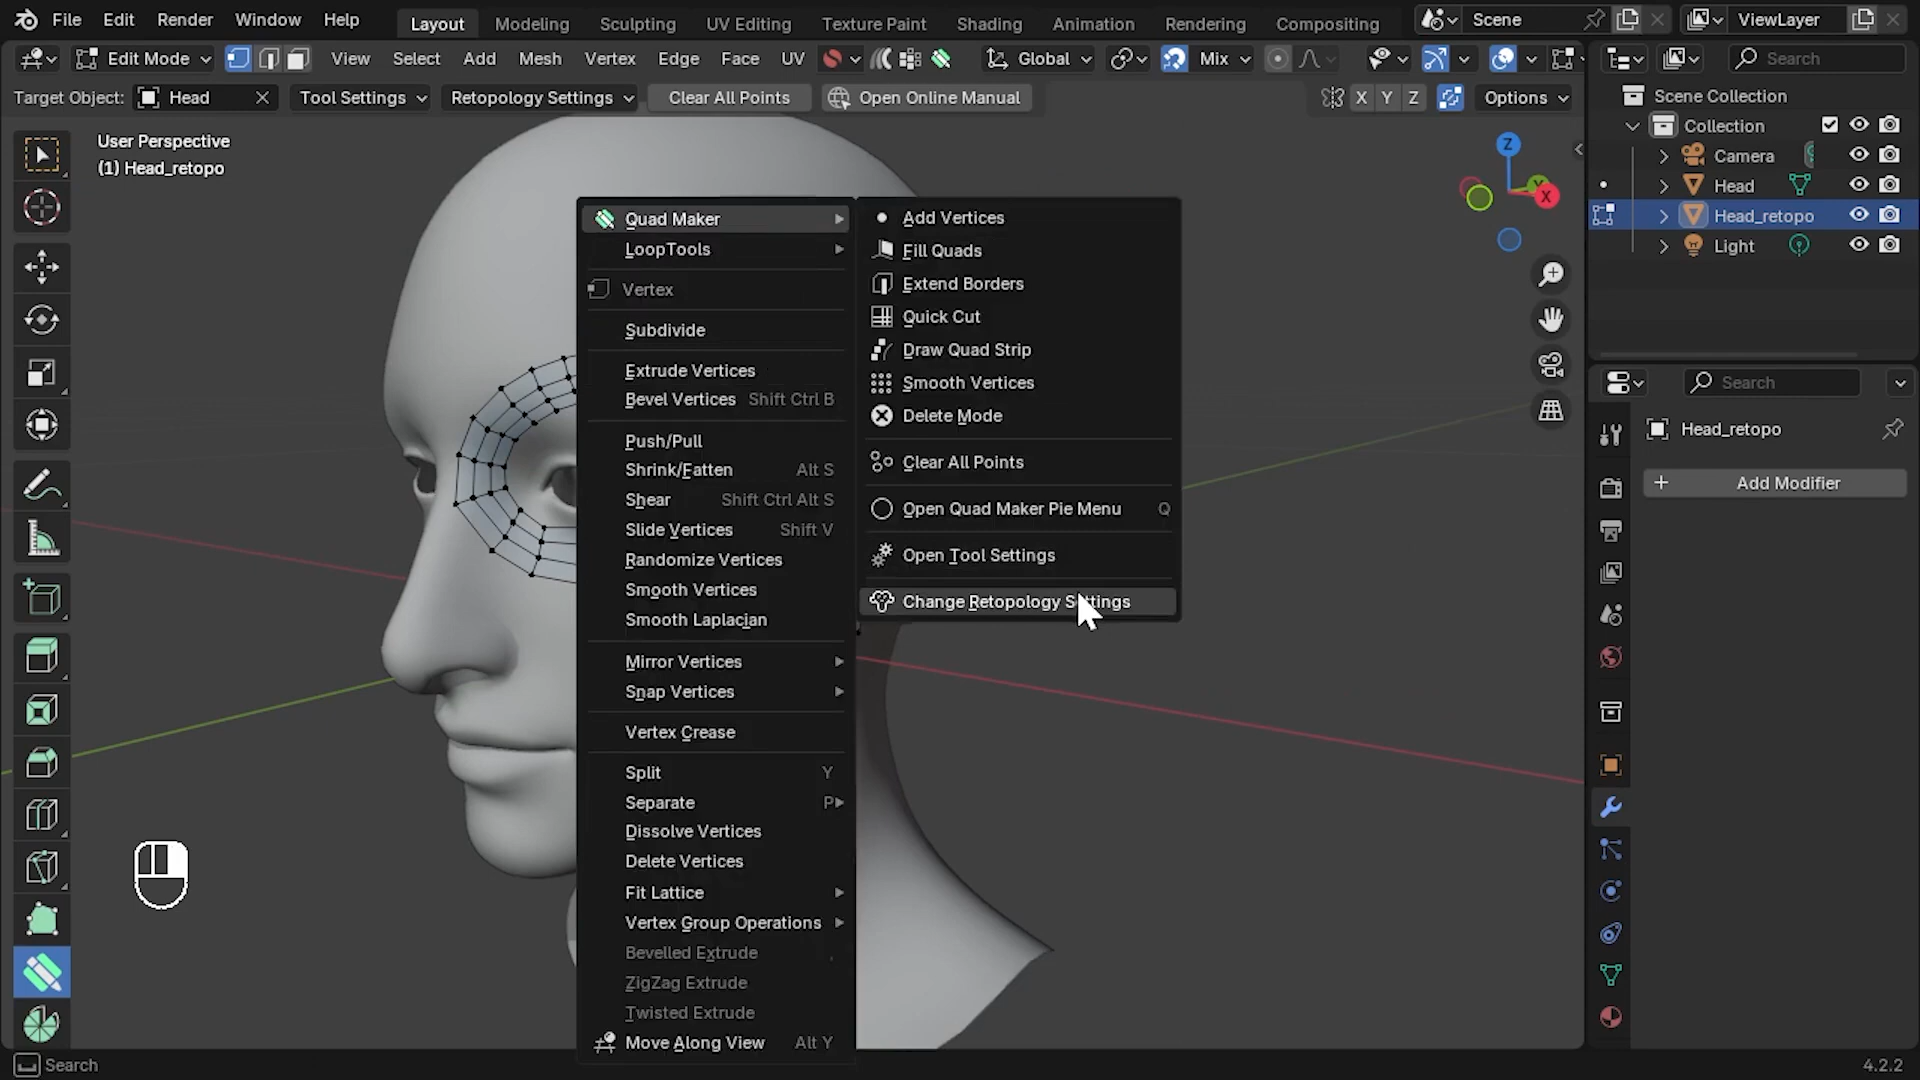 File Edit Render Window Help Layout Modeling Sculpting UV Editing Texture Paint Shading Animation Rendering Compositing Scene ViewLayer
Edit Mode View Select Add Mesh Vertex Edge Face UV Global Mix Search
Target Object: Head Tool Settings Retopology Settings Clear All Points Open Online Manual X Y Z Options
User Perspective
(1) Head_retopo
Z
Y
X
Quad Maker
LoopTools
Vertex
Subdivide
Extrude Vertices
Bevel Vertices Shift Ctrl B
Push/Pull
Shrink/Fatten Alt S
Shear Shift Ctrl Alt S
Slide Vertices Shift V
Randomize Vertices
Smooth Vertices
Smooth Laplacian
Mirror Vertices
Snap Vertices
Vertex Crease
Split Y
Separate P
Dissolve Vertices
Delete Vertices
Fit Lattice
Vertex Group Operations
Bevelled Extrude ,
ZigZag Extrude
Twisted Extrude
Move Along View Alt Y
Add Vertices
Fill Quads
Extend Borders
Quick Cut
Draw Quad Strip
Smooth Vertices
Delete Mode
Clear All Points
Open Quad Maker Pie Menu Q
Open Tool Settings
Change Retopology Settings
Scene Collection
Collection
Camera
Head
Head_retopo
Light
Search
Head_retopo
Add Modifier
Search 4.2.2